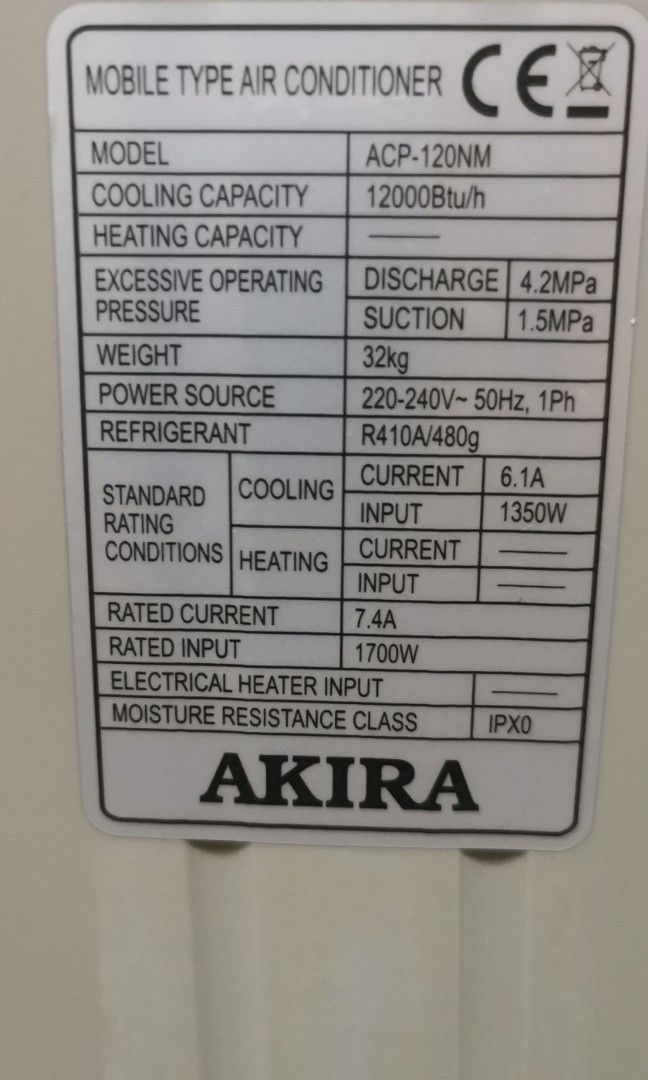 MOBILE TYPE AIR CONDITIONER CE
MODEL ACP-120NM
COOLING CAPACITY 12000Btu/h
HEATING CAPACITY ——
EXCESSIVE OPERATING PRESSURE DISCHARGE 4.2MPa
SUCTION 1.5MPa
WEIGHT 32kg
POWER SOURCE 220-240V~ 50Hz, 1Ph
REFRIGERANT R410A/480g
STANDARD RATING CONDITIONS COOLING CURRENT 6.1A
INPUT 1350W
HEATING CURRENT ——
INPUT ——
RATED CURRENT 7.4A
RATED INPUT 1700W
ELECTRICAL HEATER INPUT ——
MOISTURE RESISTANCE CLASS IPX0
AKIRA